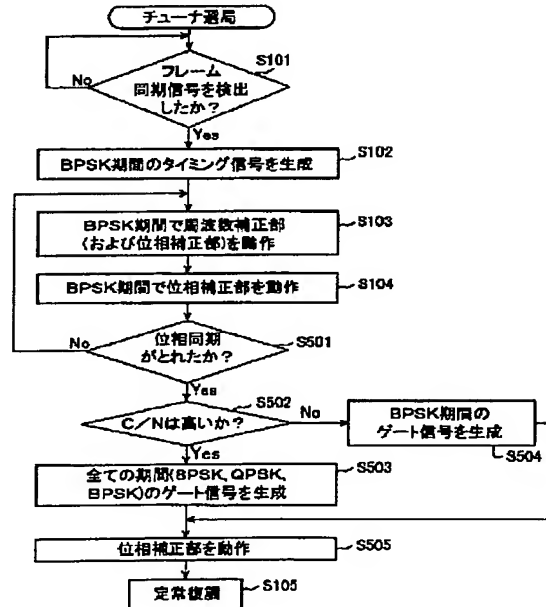 チューナ選局
S101
No
フレーム
同期信号を検出
したか？
Yes
BPSK期間のタイミング信号を生成
S102
BPSK期間で周波数補正部
(および位相補正部)を動作
S103
BPSK期間で位相補正部を動作
S104
No
位相同期
がとれたか？
S501
Yes
C／Nは高いか？
S502
No
BPSK期間の
ゲート信号を生成
S504
Yes
全ての期間(BPSK、QPSK、
BPSK)のゲート信号を生成
S503
位相補正部を動作
S505
定常復調
S105